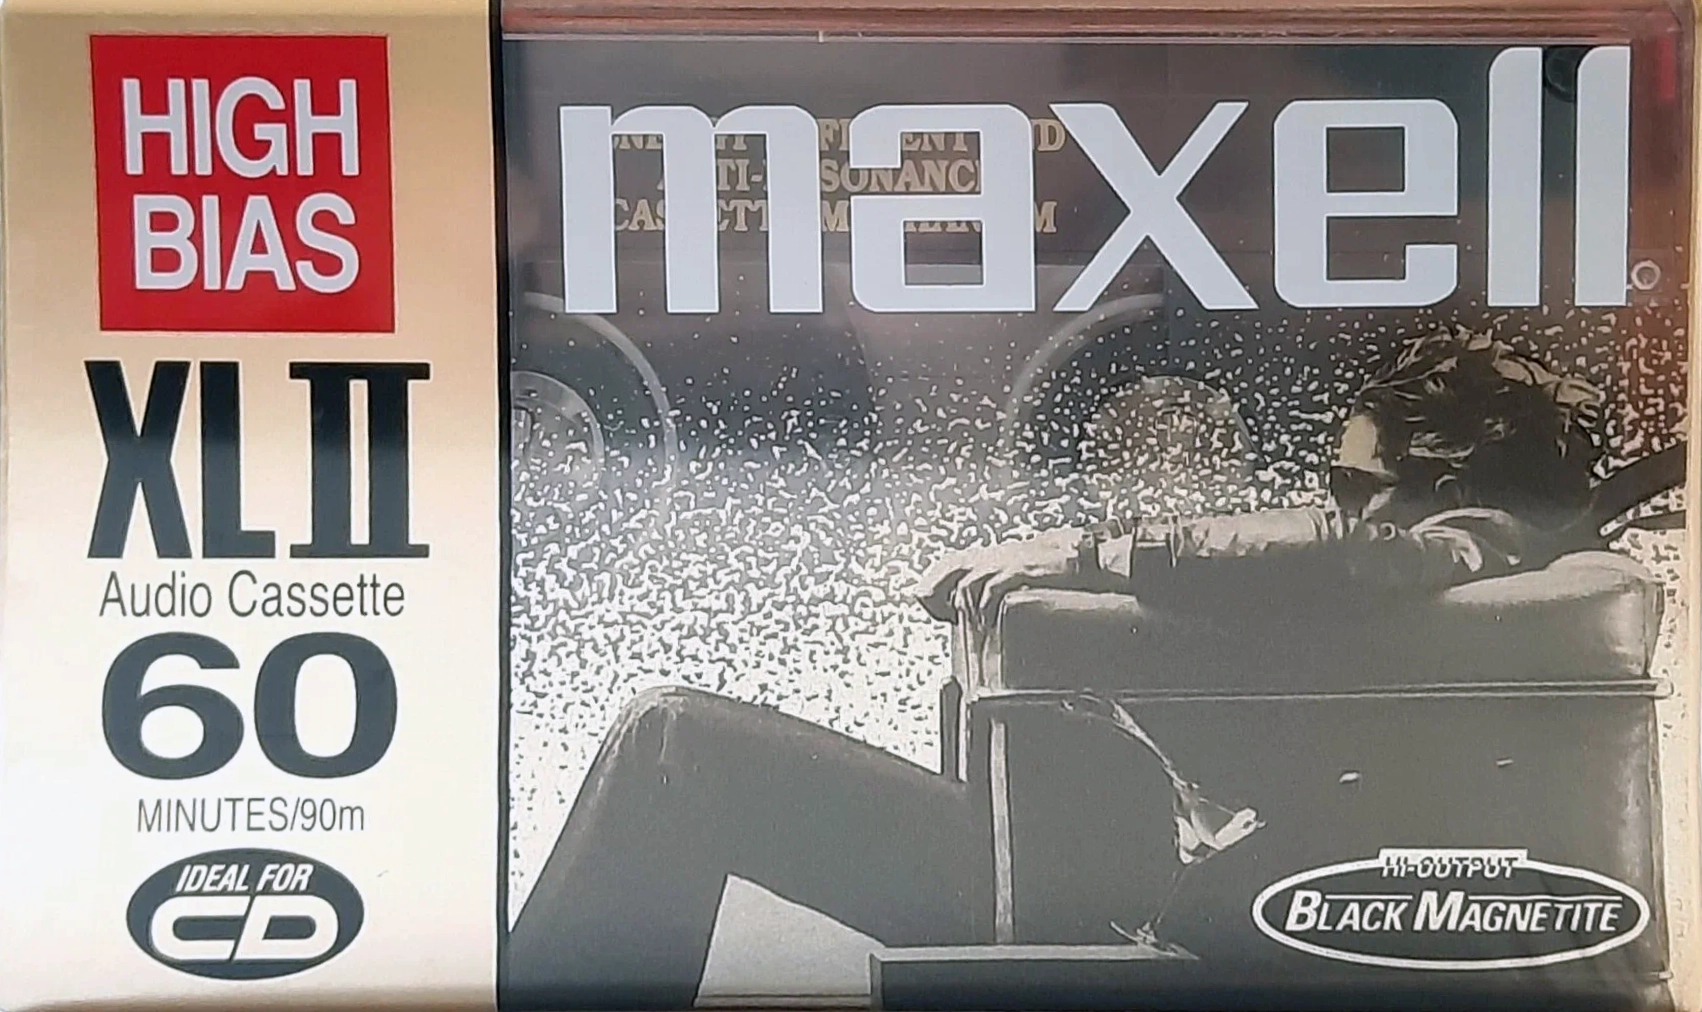 HIGH
BIAS
XLII
Audio Cassette
60
MINUTES/90m
IDEAL FOR
CD
maxell
HI-OUTPUT
BLACK MAGNETITE